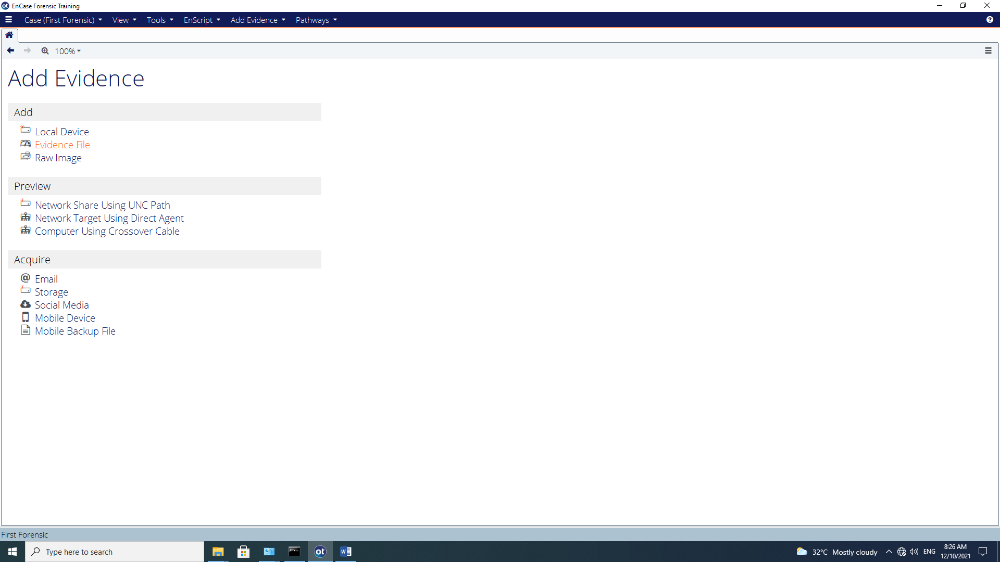 EnCase Forensic Training
Case (First Forensic) View Tools EnScript Add Evidence Pathways
100%
Add Evidence
Add
Local Device
Evidence File
Raw Image
Preview
Network Share Using UNC Path
Network Target Using Direct Agent
Computer Using Crossover Cable
Acquire
Email
Storage
Social Media
Mobile Device
Mobile Backup File
First Forensic
Type here to search
32°C Mostly cloudy
ENG
8:26 AM
12/10/2021